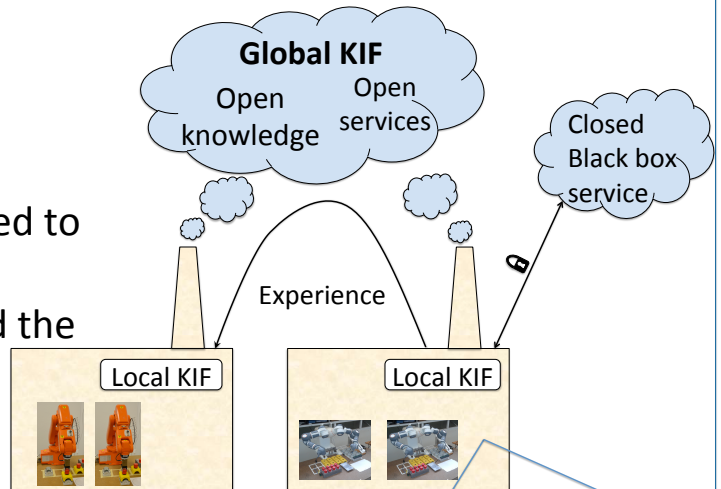 Global KIF
Open
knowledge
Open
services
Closed
Black box
service
ed to
d the
Experience
Local KIF
Local KIF